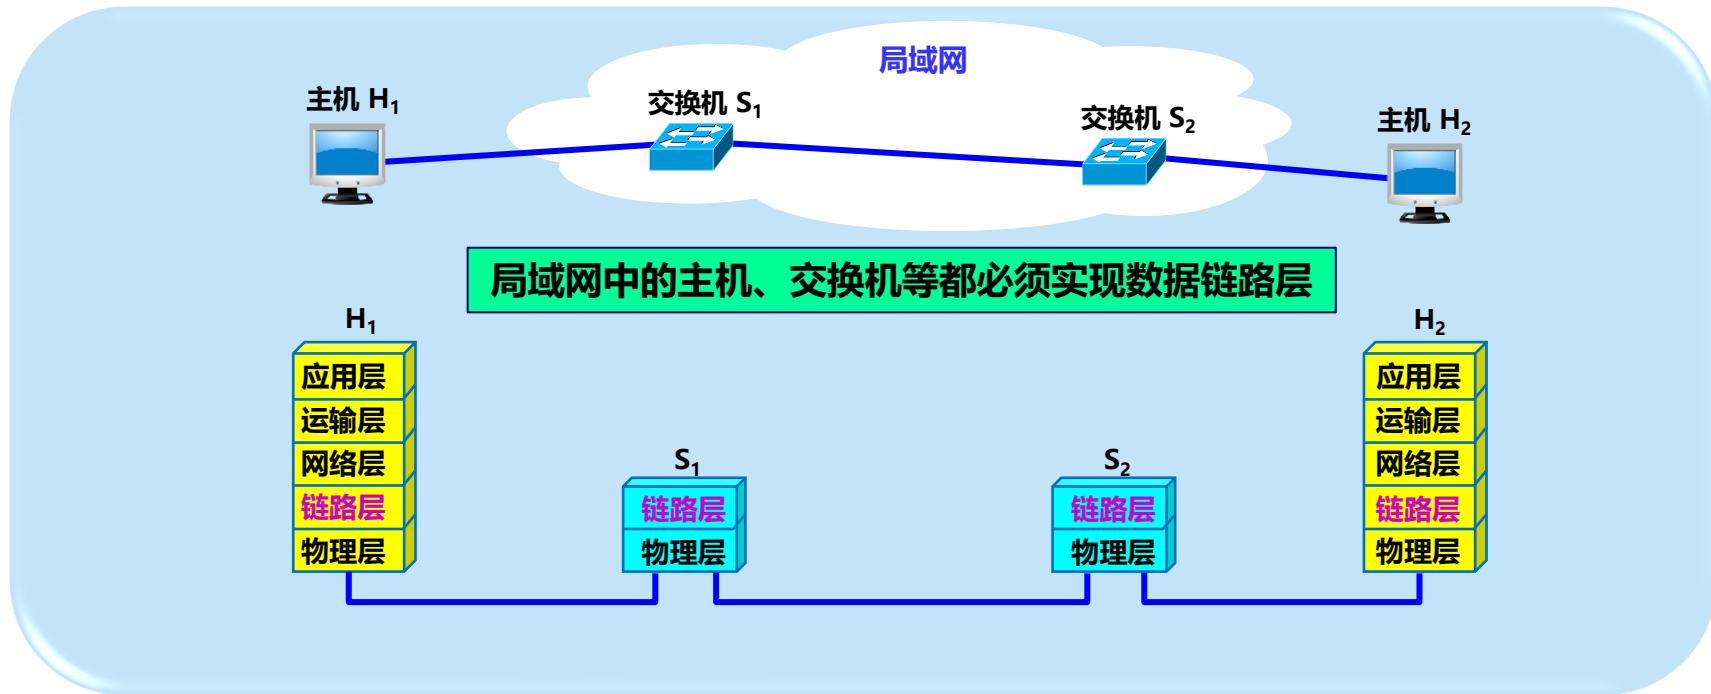 局域网
主机 H₁
交换机 S₁
交换机 S₂
主机 H₂
局域网中的主机、交换机等都必须实现数据链路层
H₁
应用层
运输层
网络层
链路层
物理层
S₁
链路层
物理层
S₂
链路层
物理层
H₂
应用层
运输层
网络层
链路层
物理层